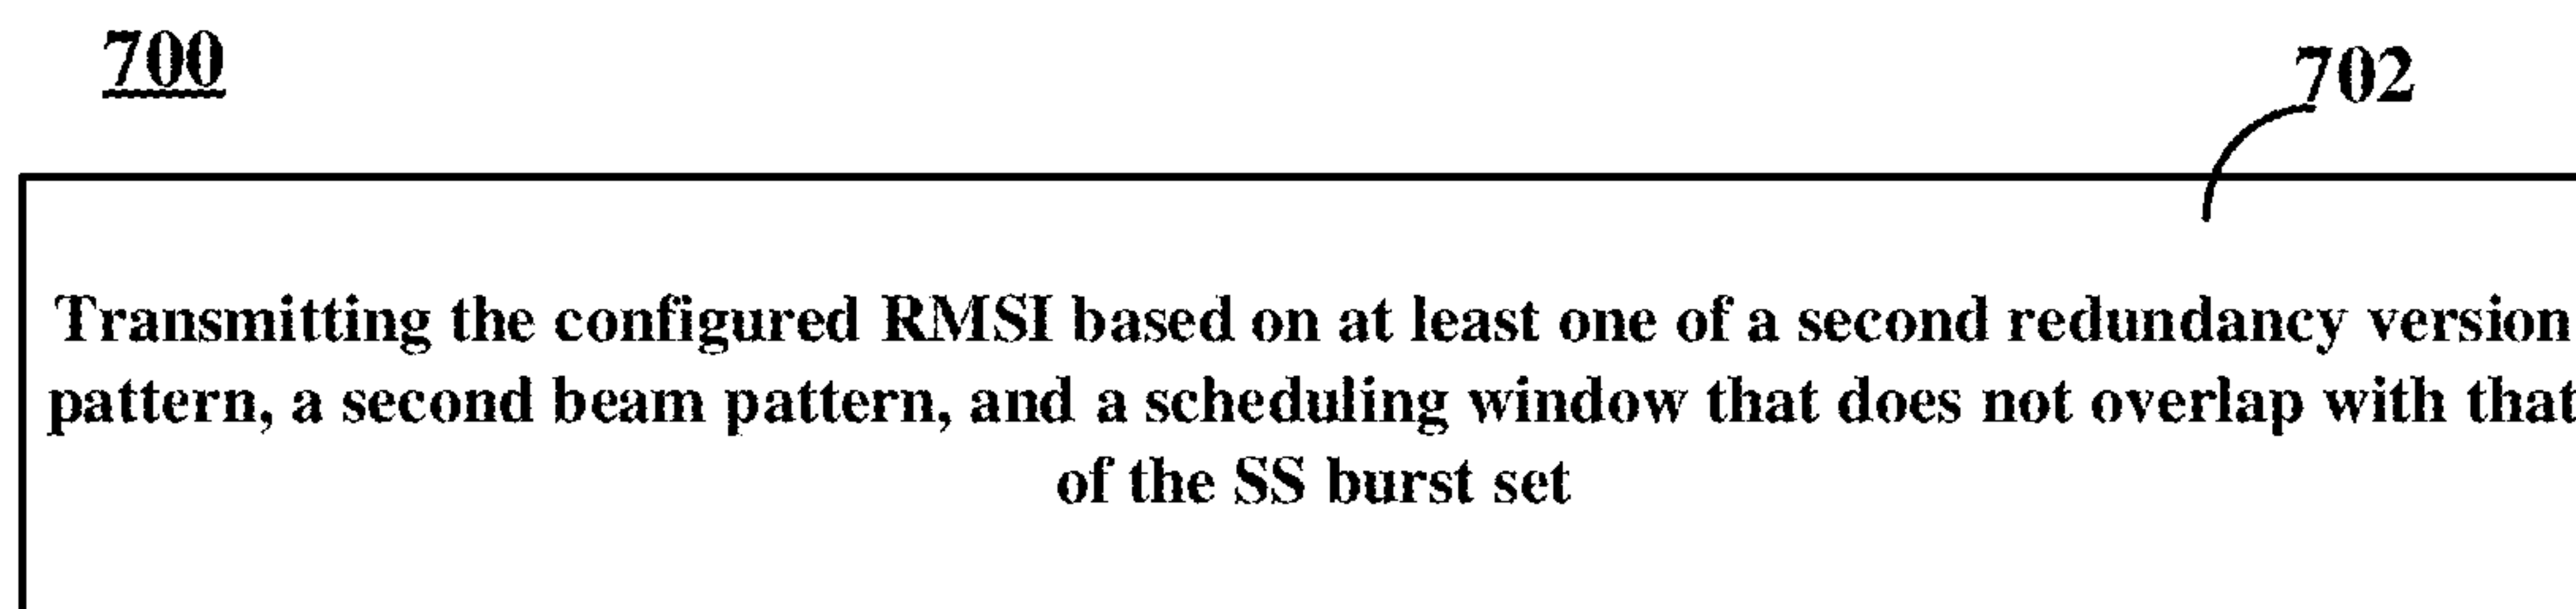 700
702
Transmitting the configured RMSI based on at least one of a second redundancy version
pattern, a second beam pattern, and a scheduling window that does not overlap with that
of the SS burst set